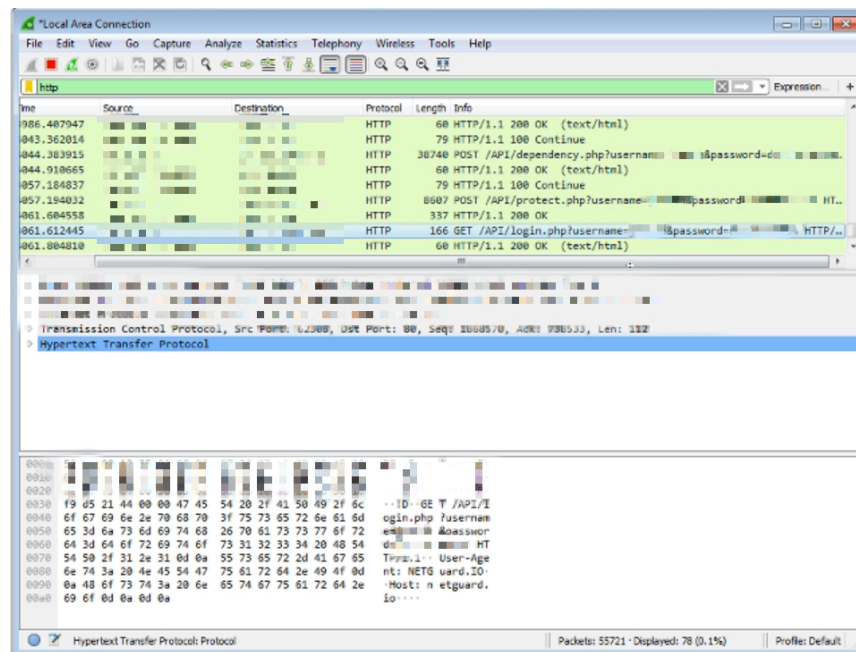 *Local Area Connection
File Edit View Go Capture Analyze Statistics Telephony Wireless Tools Help
http Expression... +
Source Destination Protocol Length Info
986.407947 HTTP 60 HTTP/1.1 200 OK (text/html)
043.362014 HTTP 79 HTTP/1.1 100 Continue
044.383915 HTTP 38740 POST /API/dependency.php?username &password=d
044.910665 HTTP 60 HTTP/1.1 200 OK (text/html)
057.184837 HTTP 79 HTTP/1.1 100 Continue
057.194032 HTTP 8607 POST /API/protect.php?username= &password HT...
061.604558 HTTP 337 HTTP/1.1 200 OK
061.612445 HTTP 166 GET /API/login.php?username= &password= HTTP/...
061.804810 HTTP 60 HTTP/1.1 200 OK (text/html)
Transmission Control Protocol, Src Port: 62308, Dst Port: 80, Seq: 1868570, Ack: 938533, Len: 112
Hypertext Transfer Protocol
0000
0010
0020
0030 f9 d5 21 44 00 00 47 45 54 20 2f 41 50 49 2f 6c GE T /API/l
0040 6f 67 69 6e 2e 70 68 70 3f 75 73 65 72 6e 61 6d ogin.php ?usernam
0050 65 3d 6a 73 6d 69 74 68 26 70 61 73 73 77 6f 72 &passwor
0060 64 3d 64 6f 72 69 74 6f 73 31 32 33 34 20 48 54 HT
0070 54 50 2f 31 2e 31 0d 0a 55 73 65 72 2d 41 67 65 User-Age
0080 6e 74 3a 20 4e 45 54 47 75 61 72 64 2e 49 4f 0d nt: NETG uard.IO·
0090 0a 48 6f 73 74 3a 20 6e 65 74 67 75 61 72 64 2e ·Host: n etguard.
00a0 69 6f 0d 0a 0d 0a io····
Hypertext Transfer Protocol: Protocol Packets: 55721 · Displayed: 78 (0.1%) Profile: Default